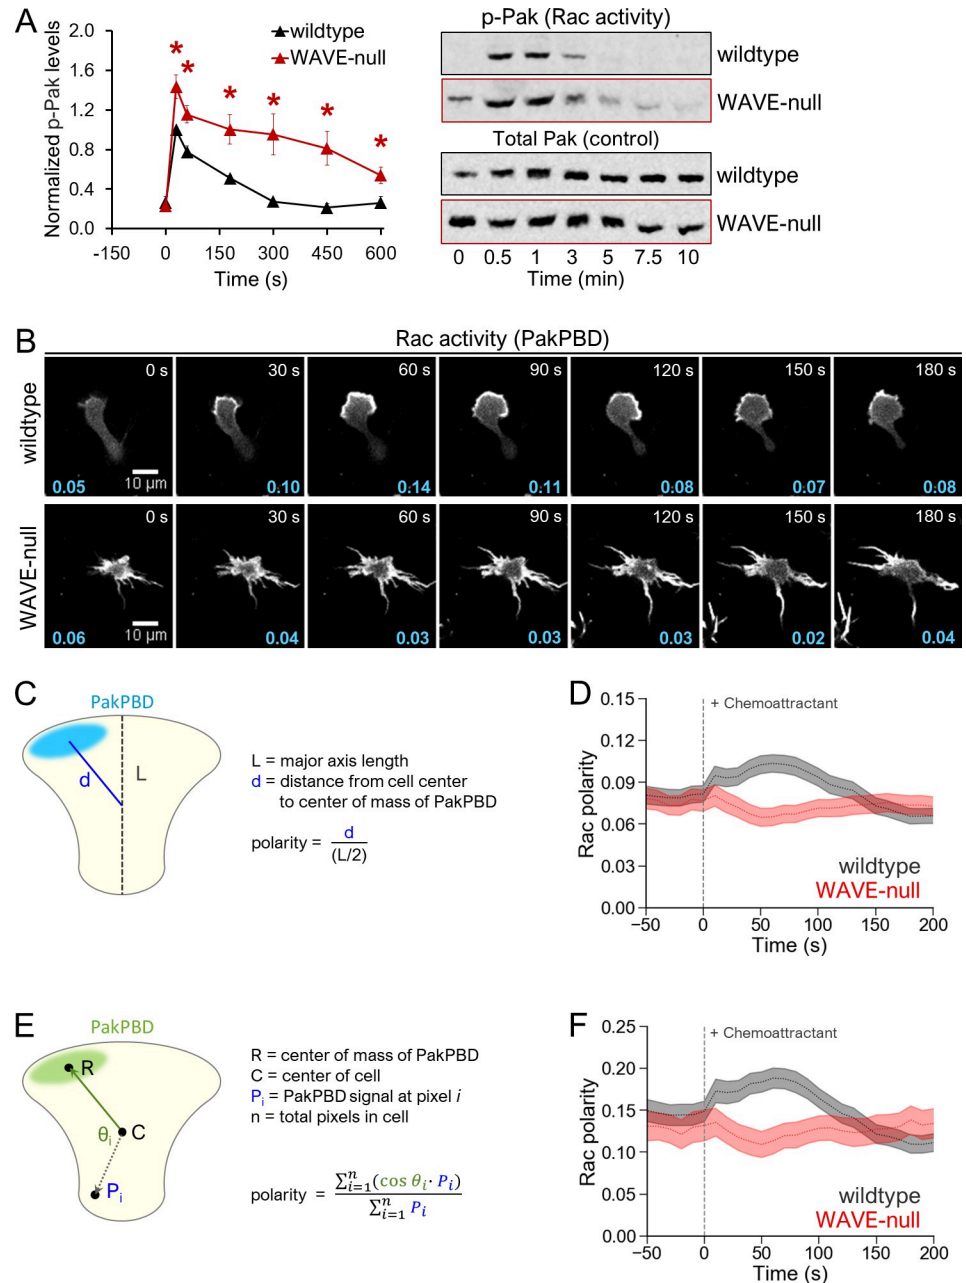 A
Normalized p-Pak levels
2.0
1.6
1.2
0.8
0.4
0.0
-150 0 150 300 450 600
Time (s)
wildtype
WAVE-null
* * * * * *
p-Pak (Rac activity)
wildtype
WAVE-null
Total Pak (control)
wildtype
WAVE-null
0 0.5 1 3 5 7.5 10
Time (min)
B
Rac activity (PakPBD)
wildtype
0 s 30 s 60 s 90 s 120 s 150 s 180 s
10 µm
0.05 0.10 0.14 0.11 0.08 0.07 0.08
WAVE-null
0 s 30 s 60 s 90 s 120 s 150 s 180 s
10 µm
0.06 0.04 0.03 0.03 0.03 0.02 0.04
C
PakPBD
d
L
L = major axis length
d = distance from cell center
to center of mass of PakPBD
polarity = d / (L/2)
D
Rac polarity
0.15
0.12
0.09
0.06
0.03
0.00
+ Chemoattractant
wildtype
WAVE-null
−50 0 50 100 150 200
Time (s)
E
PakPBD
R
θi
C
Pi
R = center of mass of PakPBD
C = center of cell
Pi = PakPBD signal at pixel i
n = total pixels in cell
polarity = ∑ⁿᵢ₌₁(cos θᵢ· Pᵢ) / ∑ⁿᵢ₌₁ Pᵢ
F
Rac polarity
0.25
0.20
0.15
0.10
0.05
0.00
+ Chemoattractant
wildtype
WAVE-null
−50 0 50 100 150 200
Time (s)